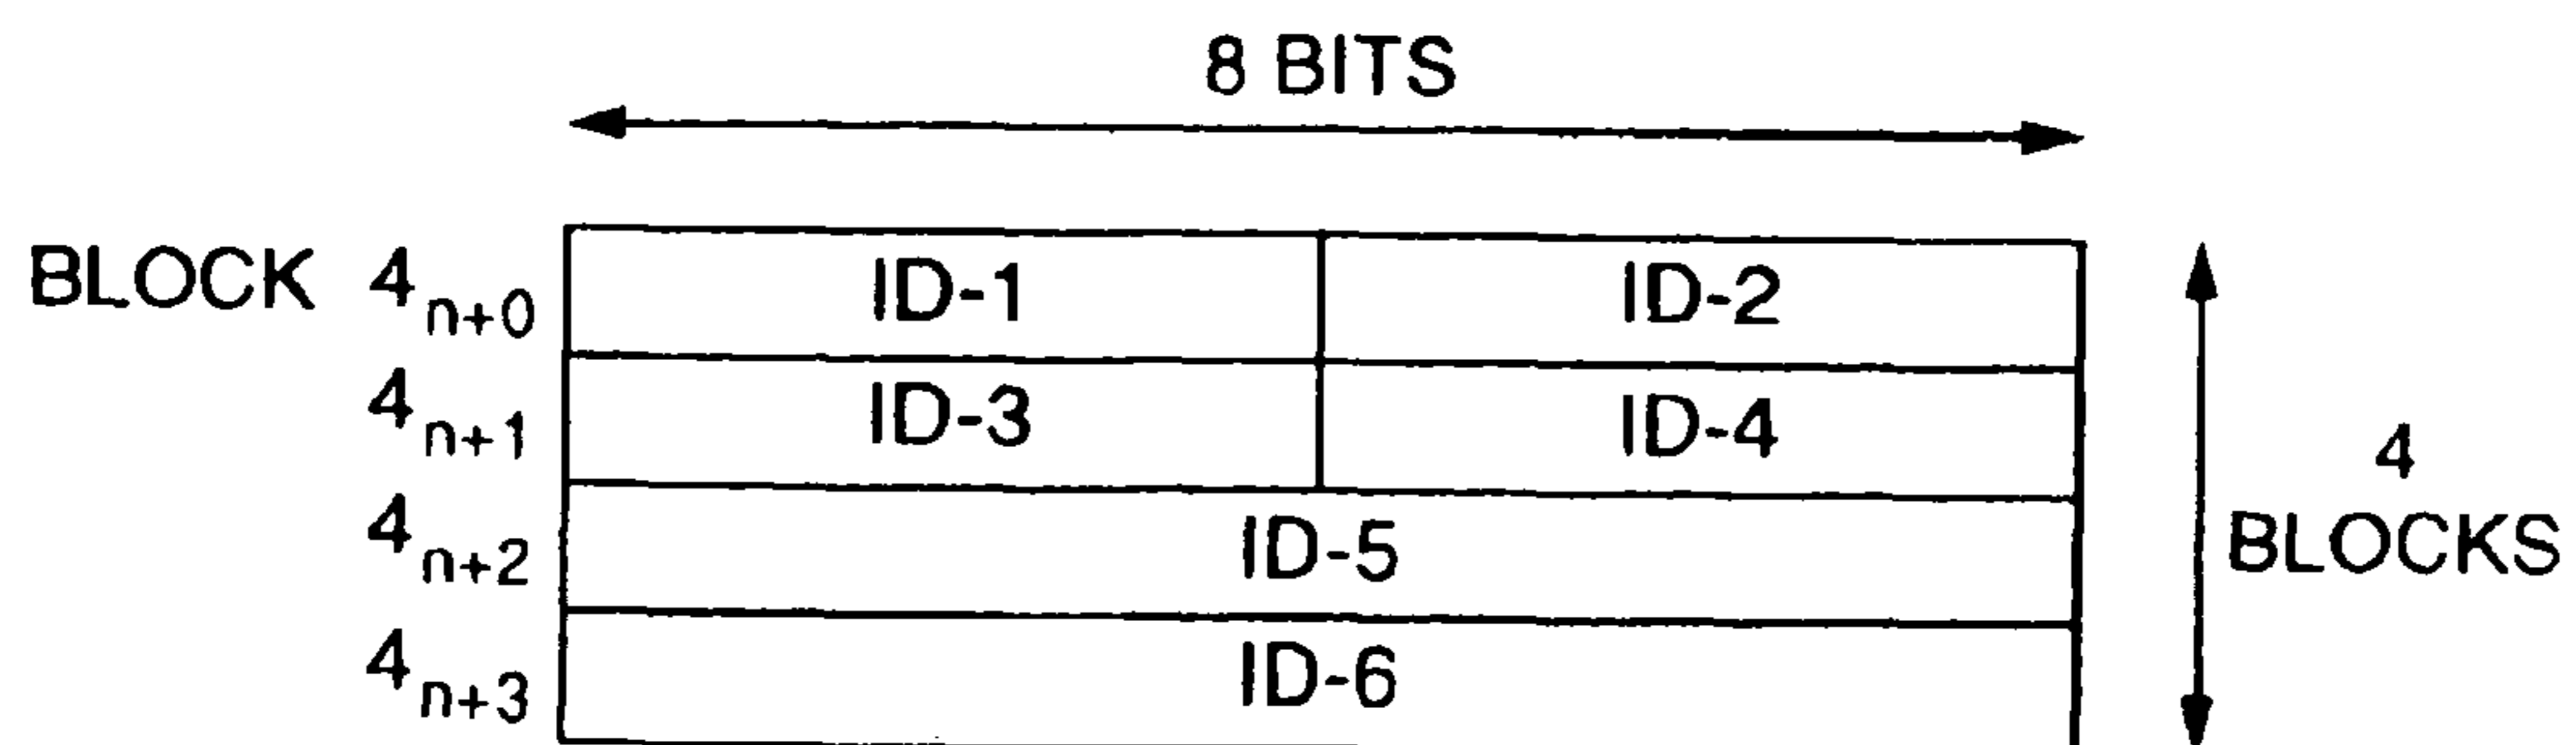 8 BITS
BLOCK 4n+0 ID-1 ID-2
4n+1 ID-3 ID-4
4n+2 ID-5
4n+3 ID-6
4
BLOCKS